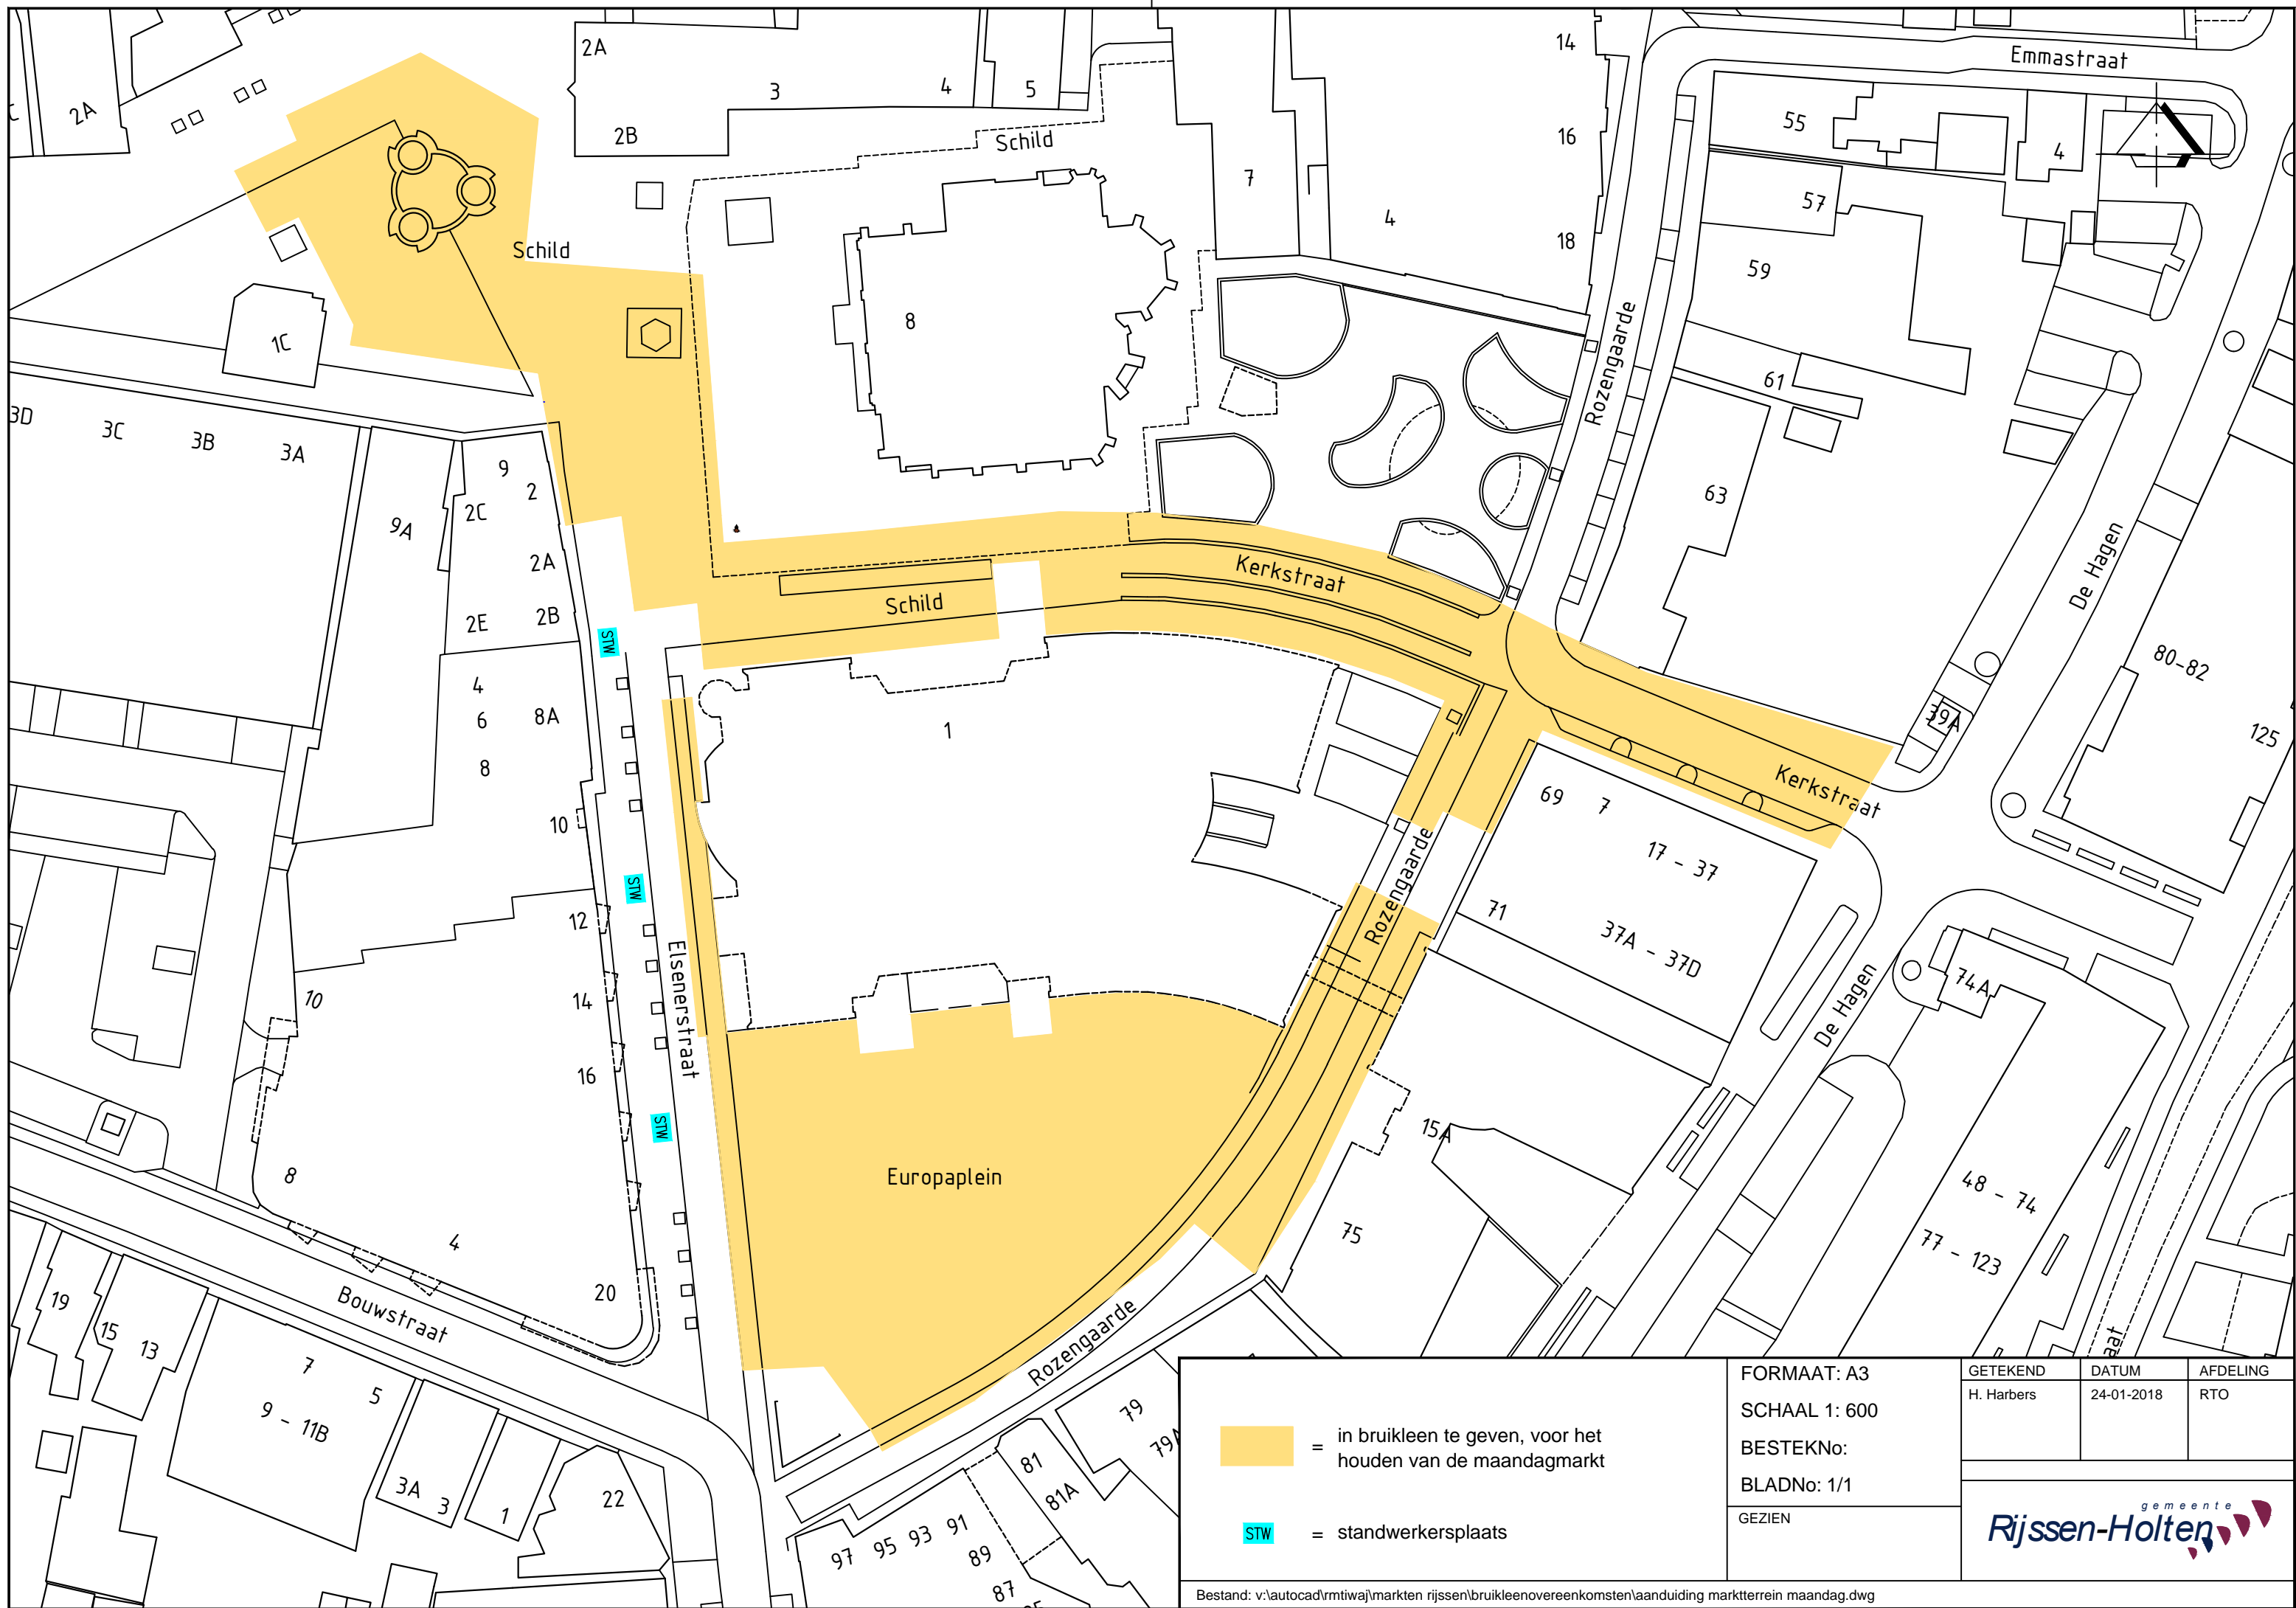 2A
14
Emmastraat
2A
3
4
5
2B
Schild
16
55
4
7
57
4
18
Schild
59
8
1C
Rozengaarde
61
3D
3C
3B
3A
9
2
2C
9A
63
2A
Kerkstraat
De Hagen
Schild
2E
2B
STW
80-82
4
6
8A
8
1
39A
125
Kerkstraat
69
7
10
17 - 37
STW
Rozengaarde
71
12
37A - 37D
Elsenerstraat
10
14
74A
De Hagen
16
STW
15A
Europaplein
8
48 - 74
75
77 - 123
4
20
19
Bouwstraat
15
13
Rozengaarde
aat
7
5
9 - 11B
79
79A
3A
3
1
22
81
81A
97
95
93
91
89
87
= in bruikleen te geven, voor het
houden van de maandagmarkt
STW = standwerkersplaats
FORMAAT: A3
SCHAAL 1: 600
BESTEKNo:
BLADNo: 1/1
GEZIEN
GETEKEND
DATUM
AFDELING
H. Harbers
24-01-2018
RTO
gemeente
Rijssen-Holten
Bestand: v:\autocad\rmtiwaj\markten rijssen\bruikleenovereenkomsten\aanduiding marktterrein maandag.dwg